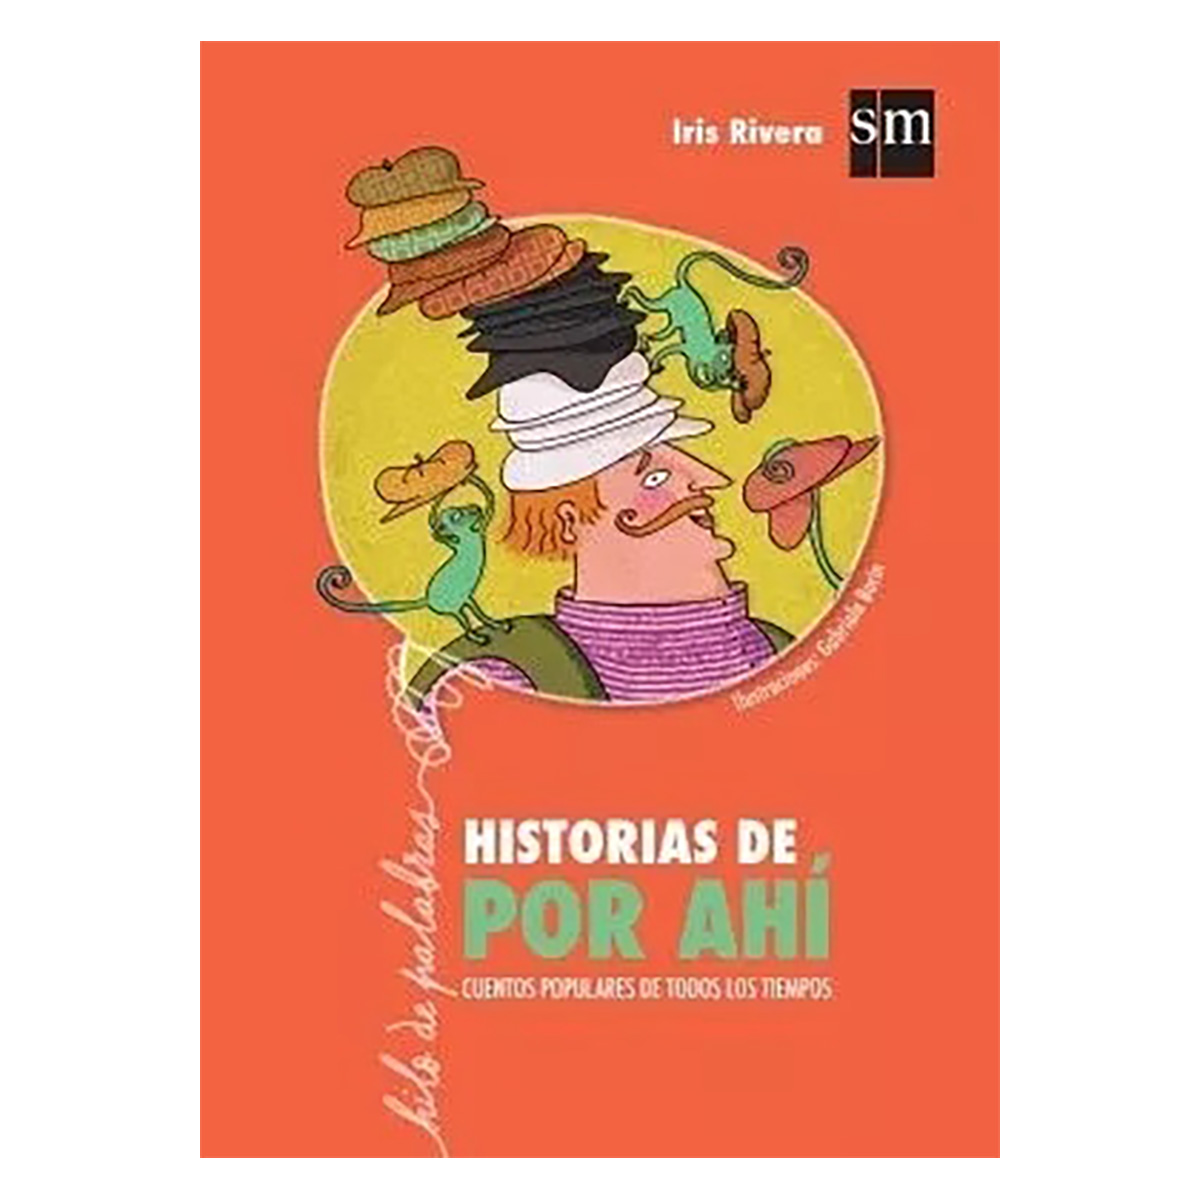 Iris Rivera
sm
Ilustraciones: Gabriela Burin
HISTORIAS DE
POR AHÍ
CUENTOS POPULARES DE TODOS LOS TIEMPOS
hilo de palabras